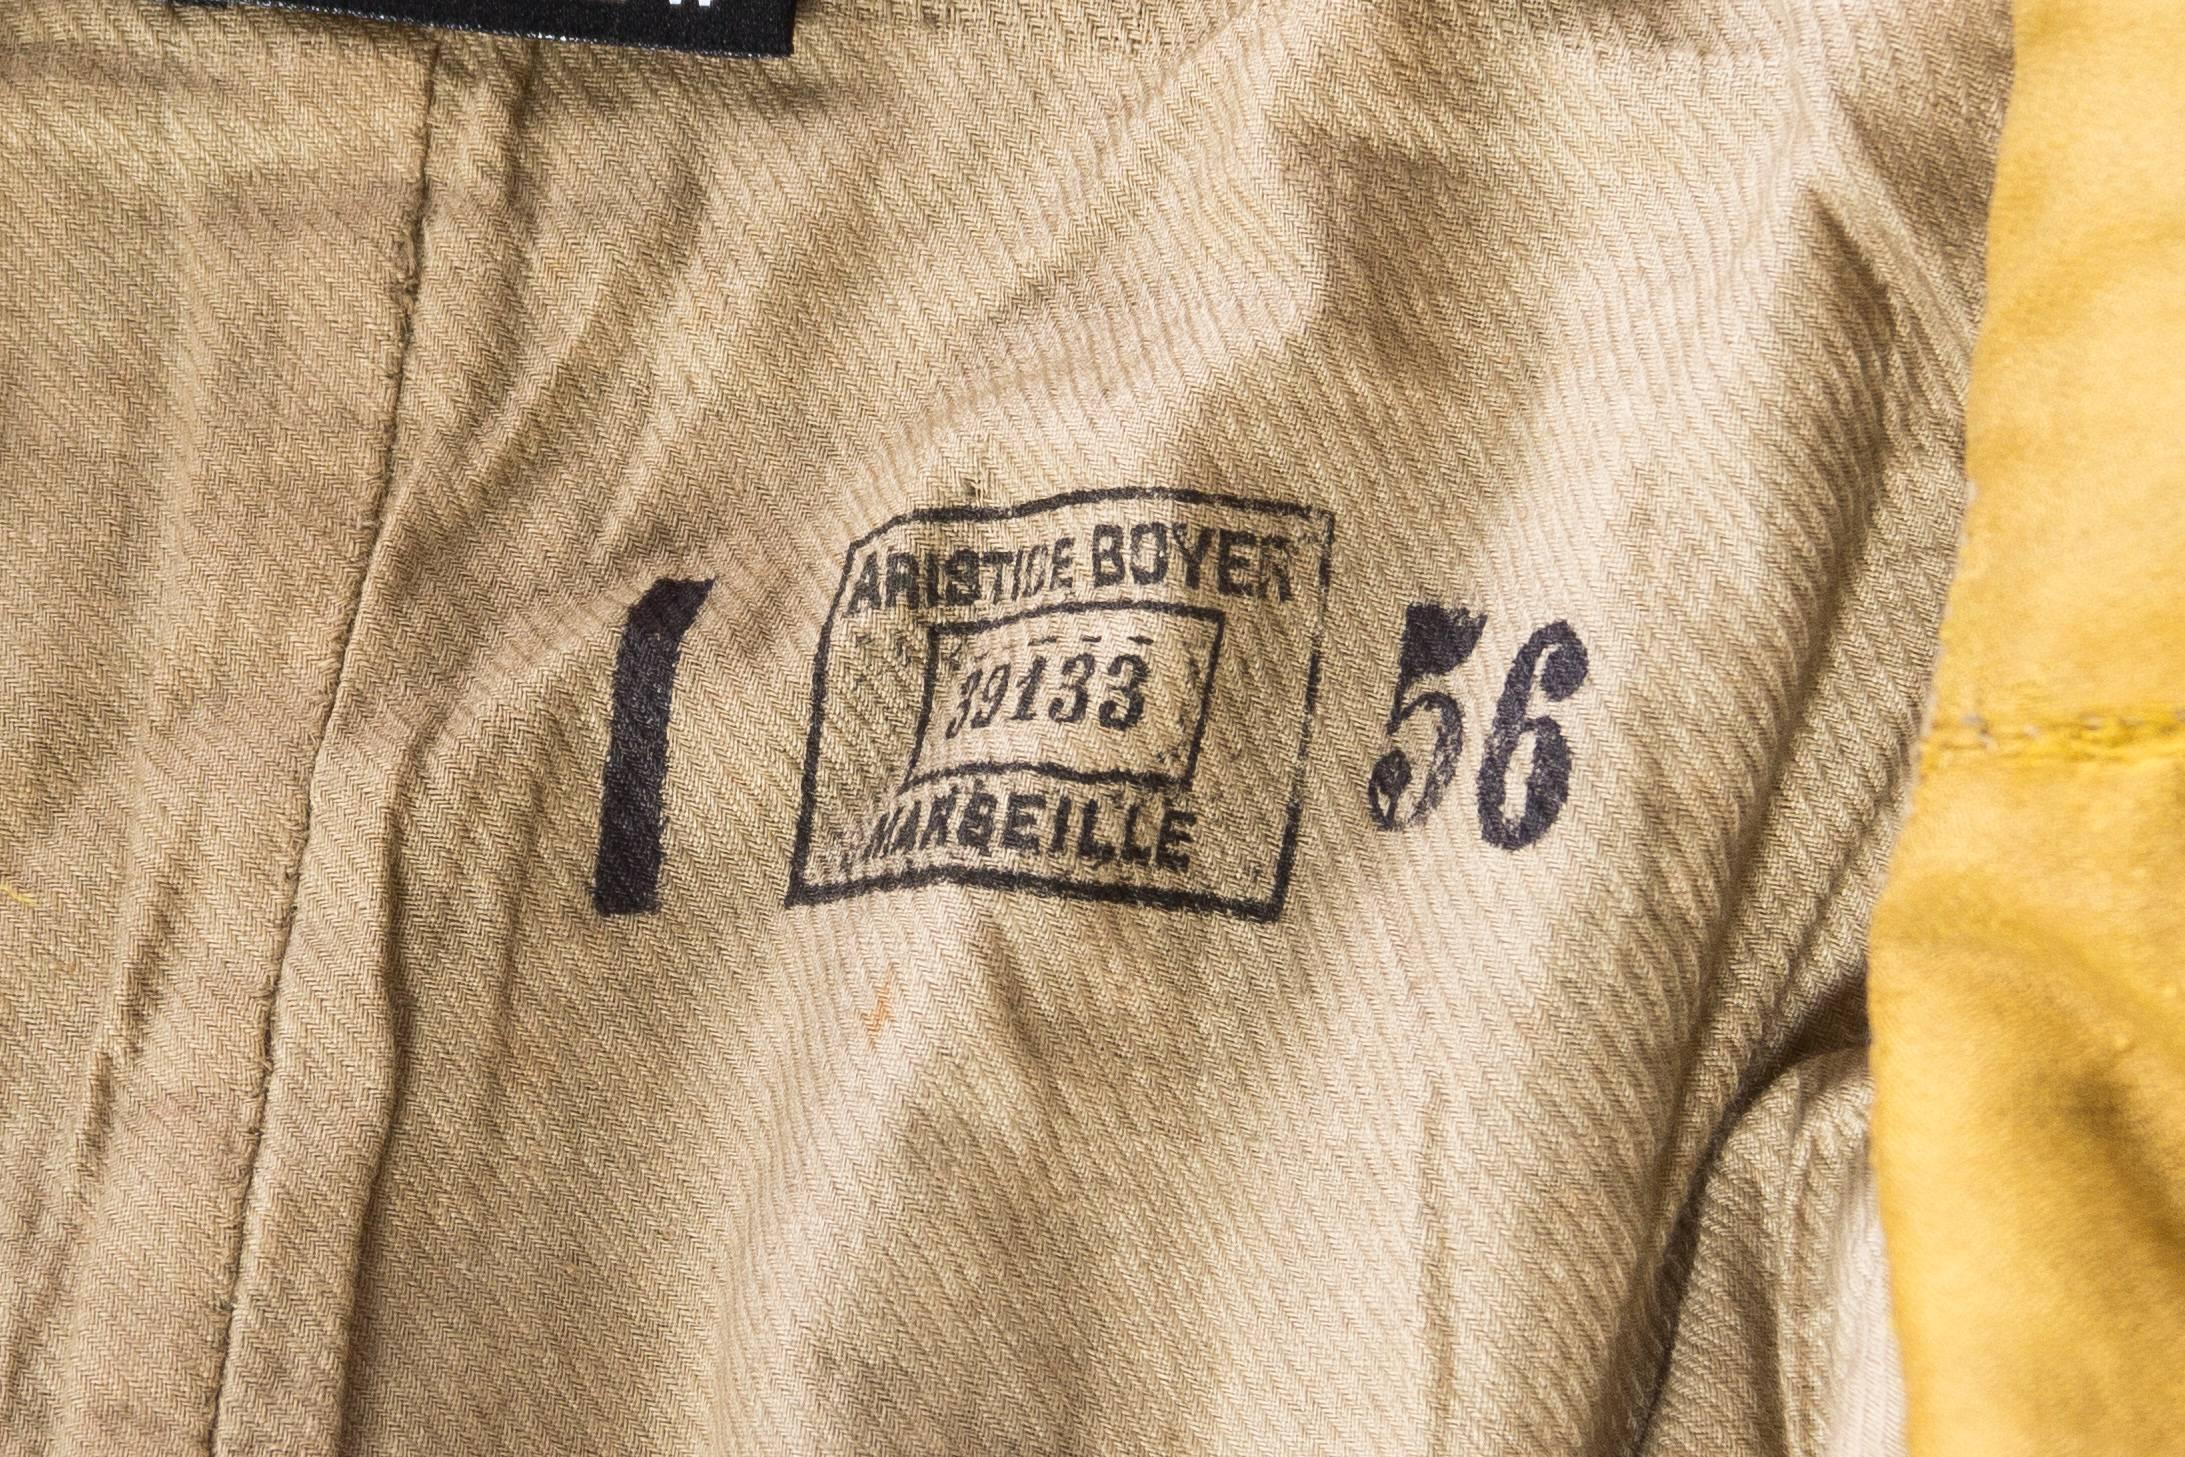 ARISTIDE BOYER
1 39133 56
MARSEILLE